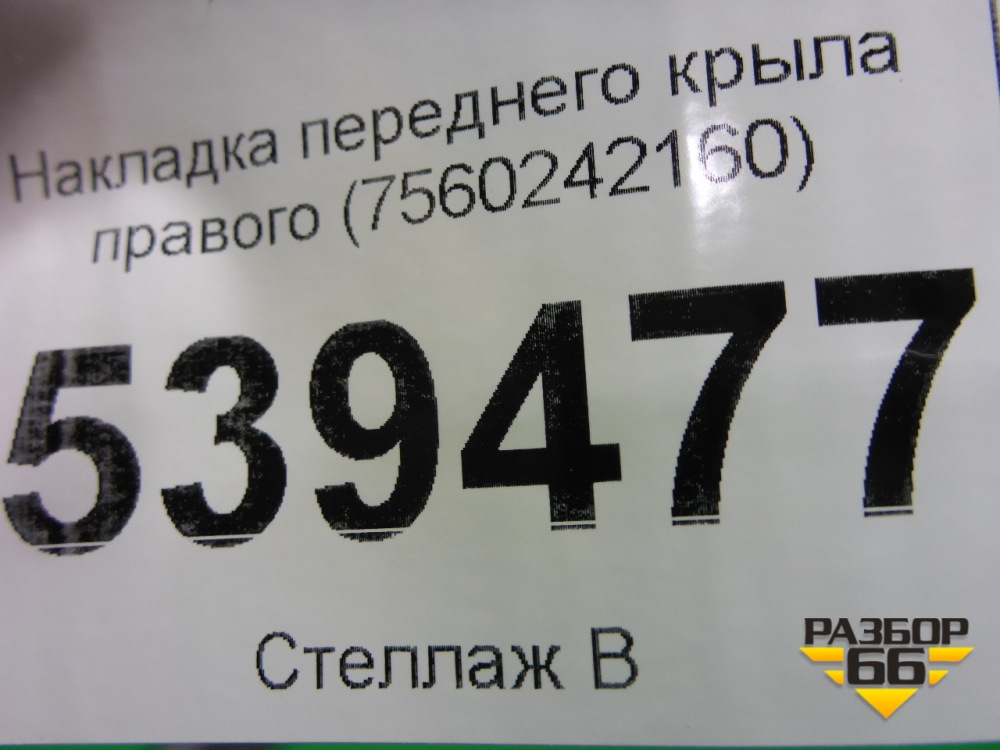 Накладка переднего крыла
правого (7560242160)
539477
Стеллаж В
РАЗБОР
66